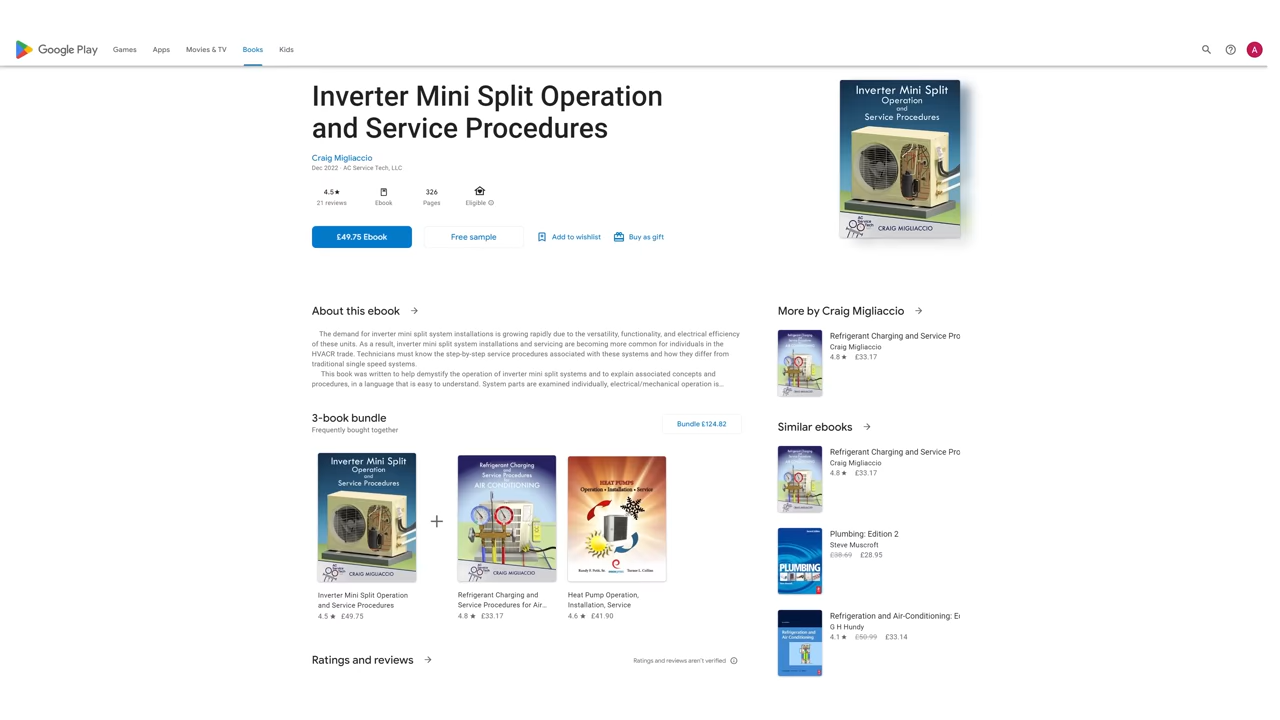 Google Play
Games
Apps
Movies & TV
Books
Kids
A
Inverter Mini Split Operation
and Service Procedures
Craig Migliaccio
Dec 2022 · AC Service Tech, LLC
4.5★
21 reviews
Ebook
326
Pages
Eligible
£49.75 Ebook
Free sample
Add to wishlist
Buy as gift
Inverter Mini Split
Operation
and
Service Procedures
AC
Service
Tech
CRAIG MIGLIACCIO
About this ebook
The demand for inverter mini split system installations is growing rapidly due to the versatility, functionality, and electrical efficiency
of these units. As a result, inverter mini split system installations and servicing are becoming more common for individuals in the
HVACR trade. Technicians must know the step-by-step service procedures associated with these systems and how they differ from
traditional single speed systems.
This book was written to help demystify the operation of inverter mini split systems and to explain associated concepts and
procedures, in a language that is easy to understand. System parts are examined individually, electrical/mechanical operation is...
3-book bundle
Frequently bought together
Bundle £124.82
Inverter Mini Split
Operation
and
Service Procedures
CRAIG MIGLIACCIO
Refrigerant Charging
and
Service Procedures
for
AIR CONDITIONING
CRAIG MIGLIACCIO
HEAT PUMPS
Operation • Installation • Service
Inverter Mini Split Operation
and Service Procedures
4.5 ★ £49.75
Refrigerant Charging and
Service Procedures for Air...
4.8 ★ £33.17
Heat Pump Operation,
Installation, Service
4.6 ★ £41.90
Ratings and reviews
Ratings and reviews aren't verified
More by Craig Migliaccio
Refrigerant Charging and Service Pro
Craig Migliaccio
4.8 ★ £33.17
Similar ebooks
Refrigerant Charging and Service Pro
Craig Migliaccio
4.8 ★ £33.17
PLUMBING
Plumbing: Edition 2
Steve Muscroft
£38.69 £28.95
Refrigeration and
Air Conditioning
Refrigeration and Air-Conditioning: E
G H Hundy
4.1 ★ £50.99 £33.14